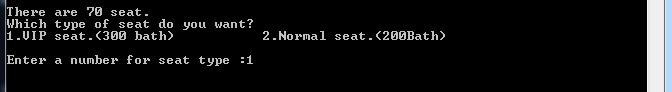 There are 70 seat.
Which type of seat do you want?
1.VIP seat.(300 bath) 2.Normal seat.(200Bath)
Enter a number for seat type :1